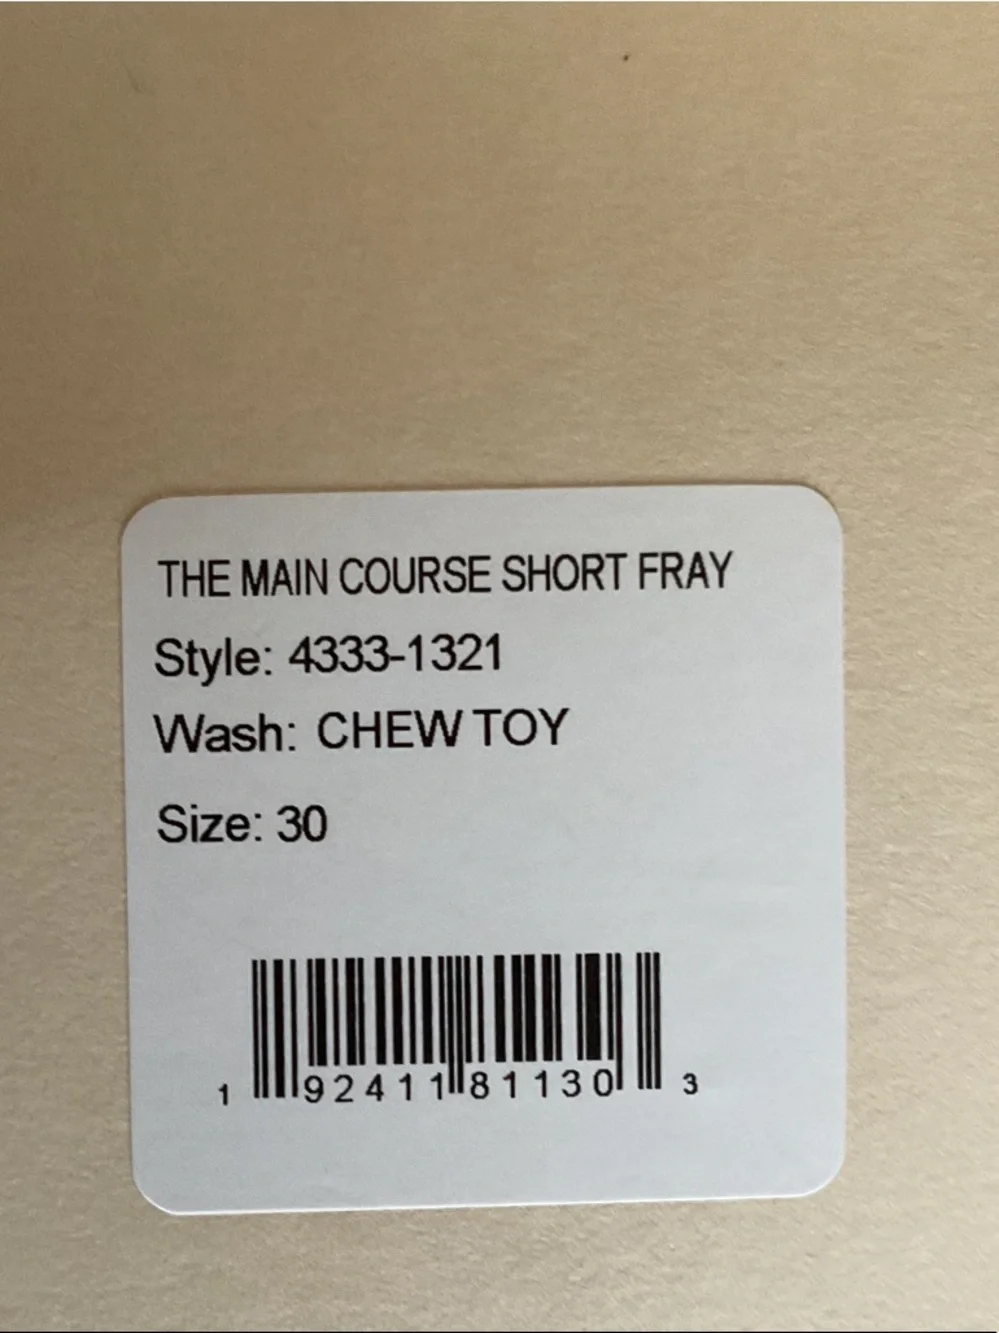 THE MAIN COURSE SHORT FRAY
Style: 4333-1321
Wash: CHEW TOY
Size: 30
1 92411 81130 3